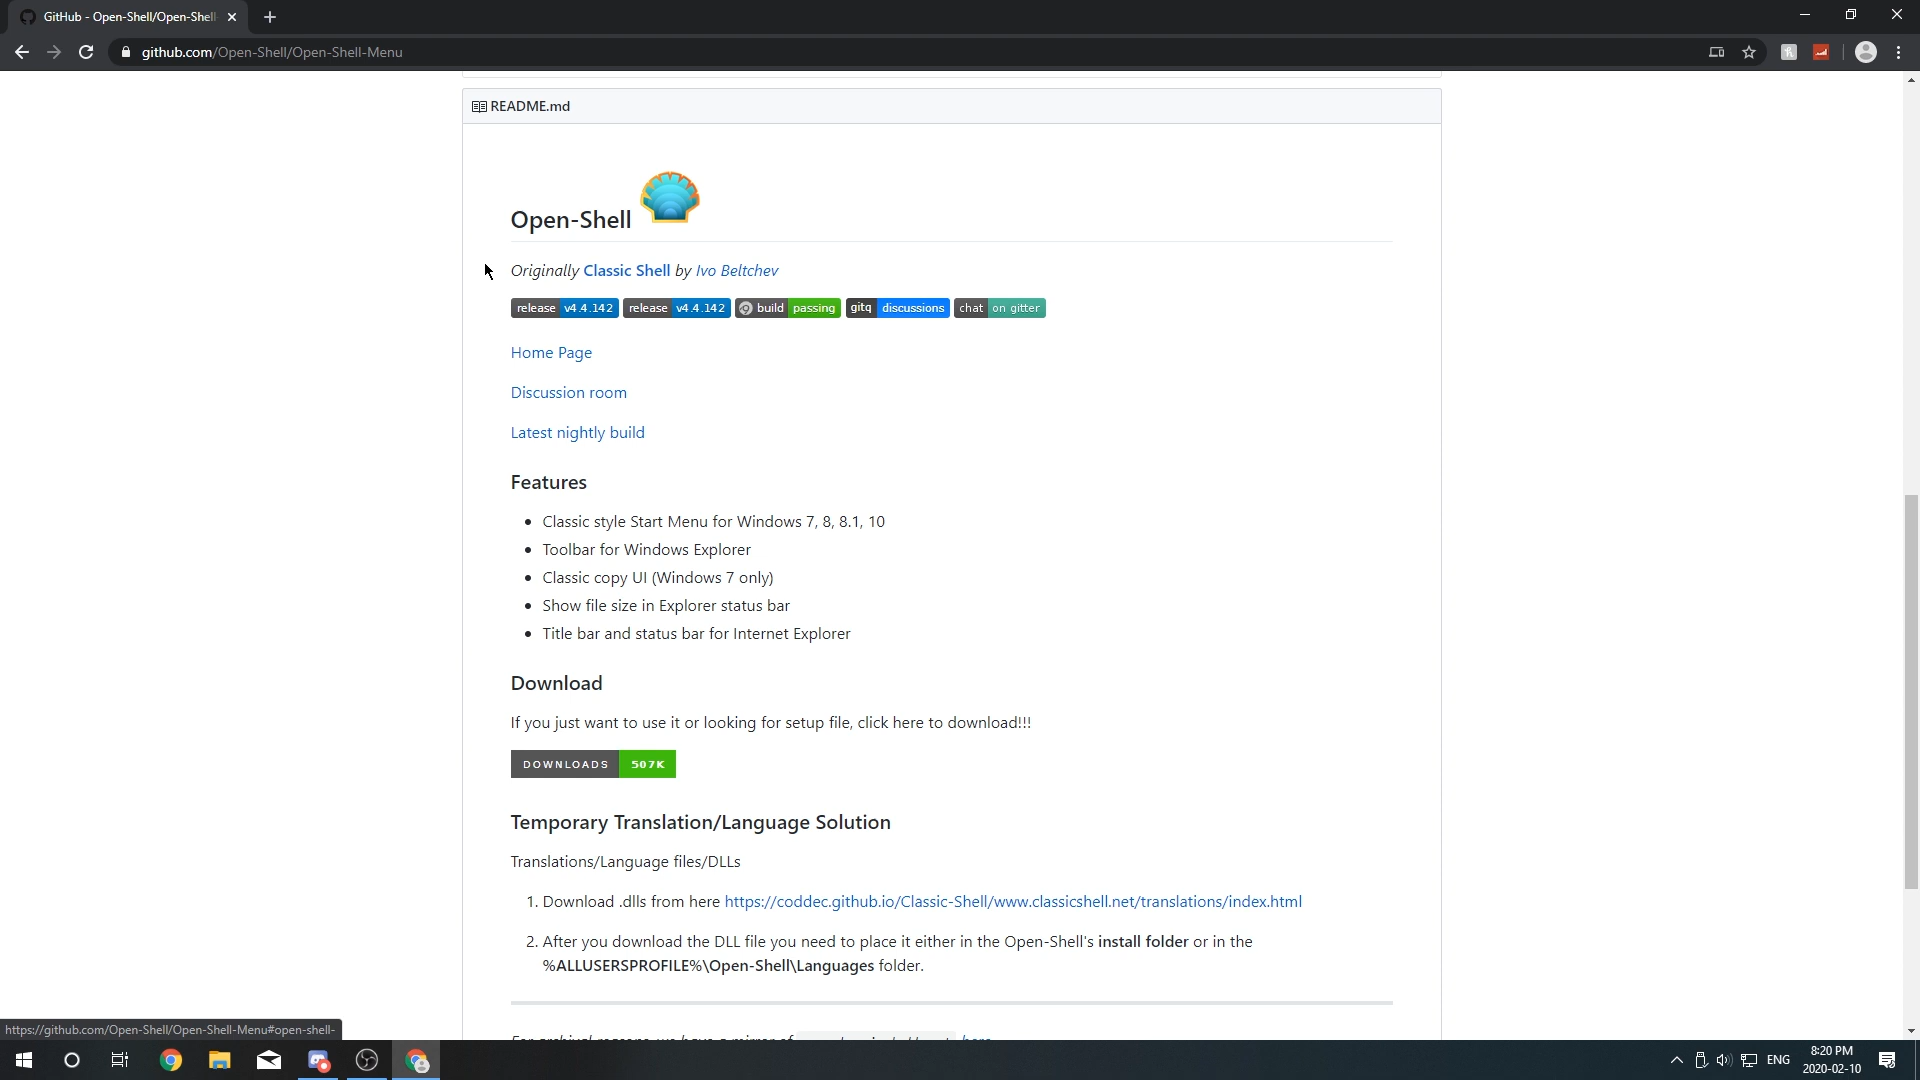 GitHub - Open-Shell/Open-Shell-
github.com/Open-Shell/Open-Shell-Menu
README.md
Open-Shell
Originally Classic Shell by Ivo Beltchev
release v4.4.142 release v4.4.142 build passing gitq discussions chat on gitter
Home Page
Discussion room
Latest nightly build
Features
• Classic style Start Menu for Windows 7, 8, 8.1, 10
• Toolbar for Windows Explorer
• Classic copy UI (Windows 7 only)
• Show file size in Explorer status bar
• Title bar and status bar for Internet Explorer
Download
If you just want to use it or looking for setup file, click here to download!!!
DOWNLOADS 507K
Temporary Translation/Language Solution
Translations/Language files/DLLs
1. Download .dlls from here https://coddec.github.io/Classic-Shell/www.classicshell.net/translations/index.html
2. After you download the DLL file you need to place it either in the Open-Shell's install folder or in the
%ALLUSERSPROFILE%\Open-Shell\Languages folder.
https://github.com/Open-Shell/Open-Shell-Menu#open-shell-
ENG
8:20 PM
2020-02-10